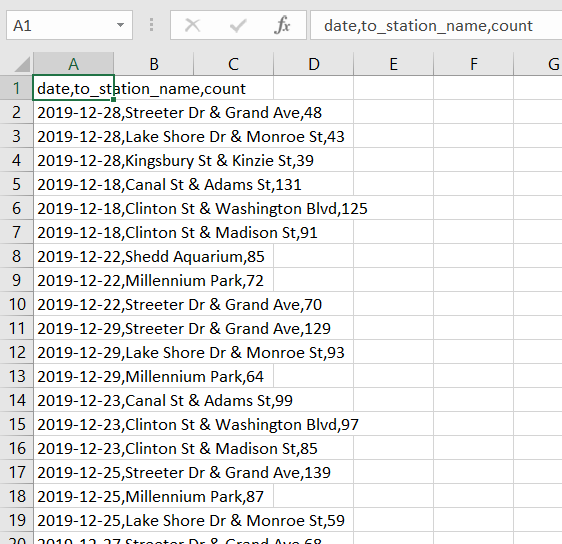 A1 fx date,to_station_name,count
A B C D E F G
1 date,to_station_name,count
2 2019-12-28,Streeter Dr & Grand Ave,48
3 2019-12-28,Lake Shore Dr & Monroe St,43
4 2019-12-28,Kingsbury St & Kinzie St,39
5 2019-12-18,Canal St & Adams St,131
6 2019-12-18,Clinton St & Washington Blvd,125
7 2019-12-18,Clinton St & Madison St,91
8 2019-12-22,Shedd Aquarium,85
9 2019-12-22,Millennium Park,72
10 2019-12-22,Streeter Dr & Grand Ave,70
11 2019-12-29,Streeter Dr & Grand Ave,129
12 2019-12-29,Lake Shore Dr & Monroe St,93
13 2019-12-29,Millennium Park,64
14 2019-12-23,Canal St & Adams St,99
15 2019-12-23,Clinton St & Washington Blvd,97
16 2019-12-23,Clinton St & Madison St,85
17 2019-12-25,Streeter Dr & Grand Ave,139
18 2019-12-25,Millennium Park,87
19 2019-12-25,Lake Shore Dr & Monroe St,59
20 2019-12-27,Streeter Dr & Grand Ave,68